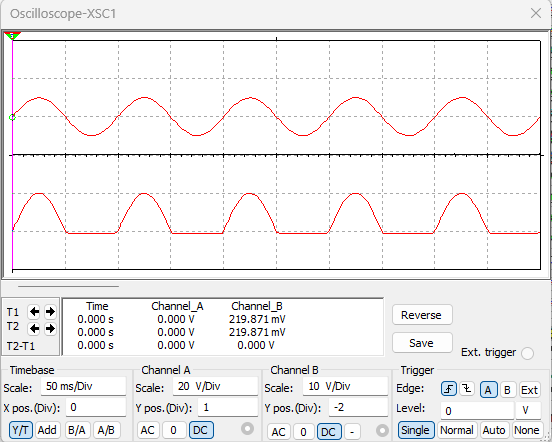 Oscilloscope-XSC1
Time Channel_A Channel_B
T1 0.000 s 0.000 V 219.871 mV
T2 0.000 s 0.000 V 219.871 mV
T2-T1 0.000 s 0.000 V 0.000 V
Reverse
Save
Ext. trigger
Timebase
Scale: 50 ms/Div
X pos.(Div): 0
Y/T Add B/A A/B
Channel A
Scale: 20 V/Div
Y pos.(Div): 1
AC 0 DC
Channel B
Scale: 10 V/Div
Y pos.(Div): -2
AC 0 DC -
Trigger
Edge: A B Ext
Level: 0 V
Single Normal Auto None